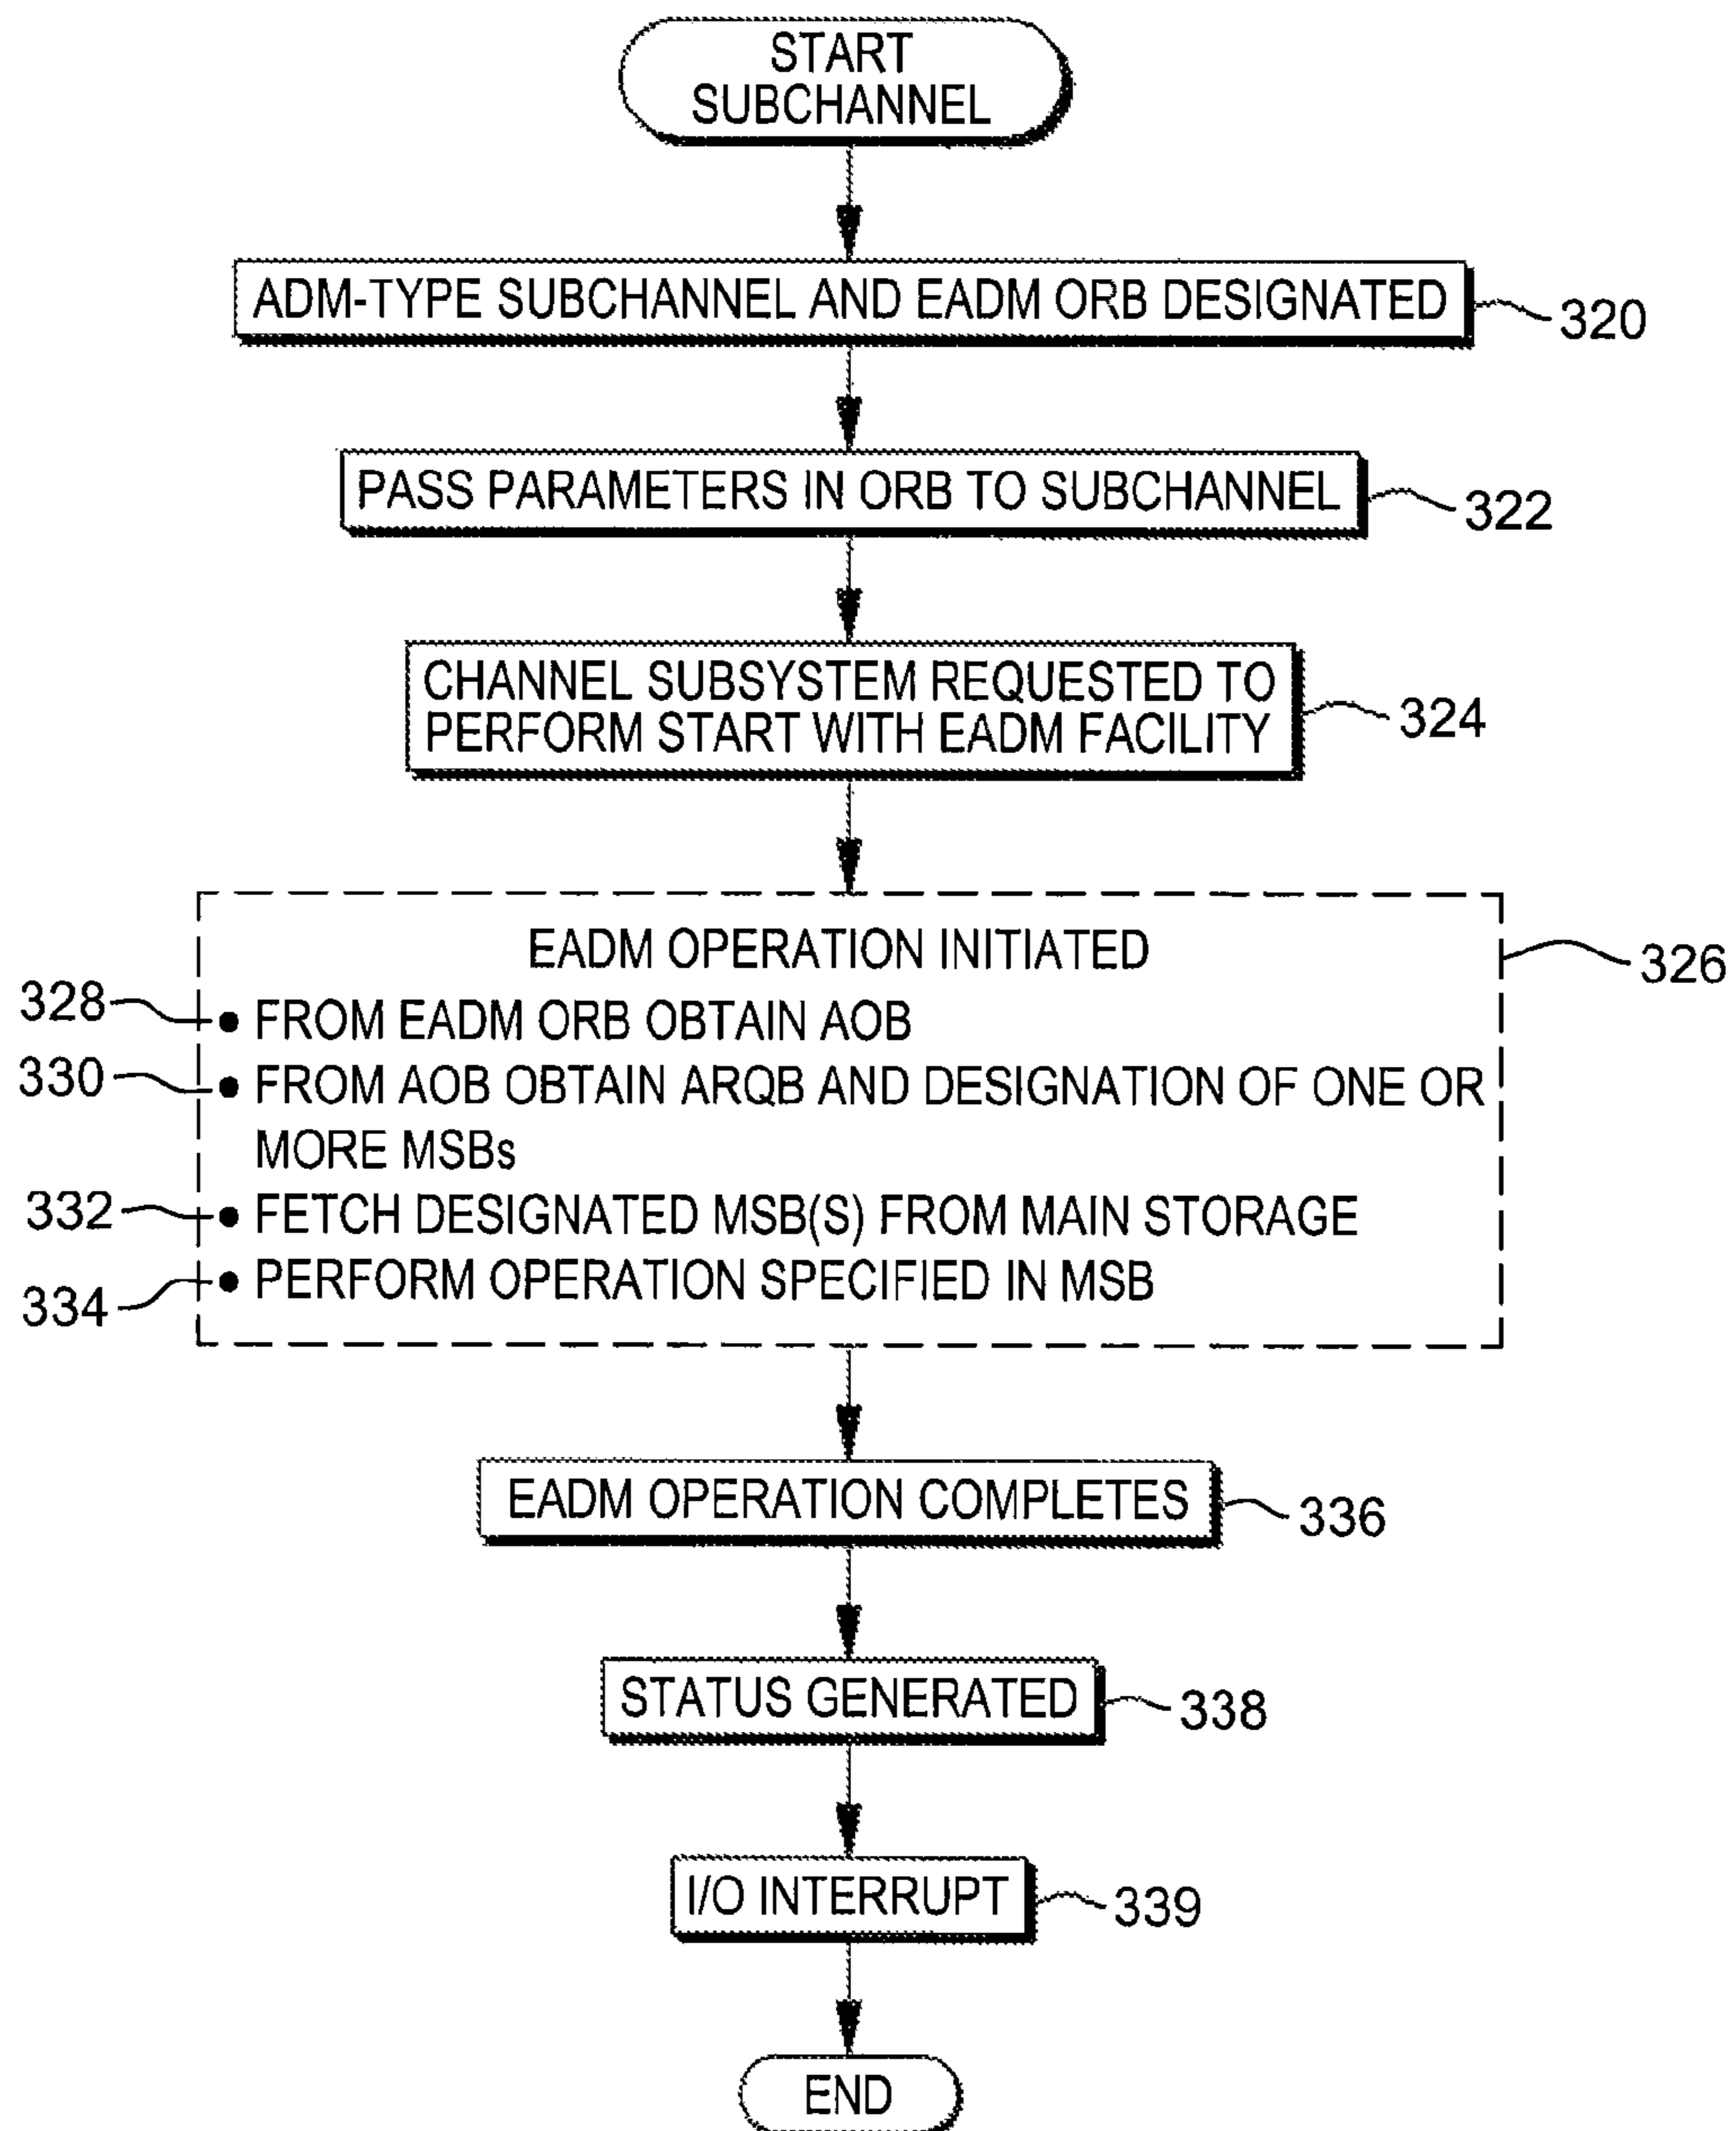 START
SUBCHANNEL
ADM-TYPE SUBCHANNEL AND EADM ORB DESIGNATED
320
PASS PARAMETERS IN ORB TO SUBCHANNEL
322
CHANNEL SUBSYSTEM REQUESTED TO
PERFORM START WITH EADM FACILITY
324
EADM OPERATION INITIATED
326
328
• FROM EADM ORB OBTAIN AOB
330
• FROM AOB OBTAIN ARQB AND DESIGNATION OF ONE OR
MORE MSBs
332
• FETCH DESIGNATED MSB(S) FROM MAIN STORAGE
334
• PERFORM OPERATION SPECIFIED IN MSB
EADM OPERATION COMPLETES
336
STATUS GENERATED
338
I/O INTERRUPT
339
END